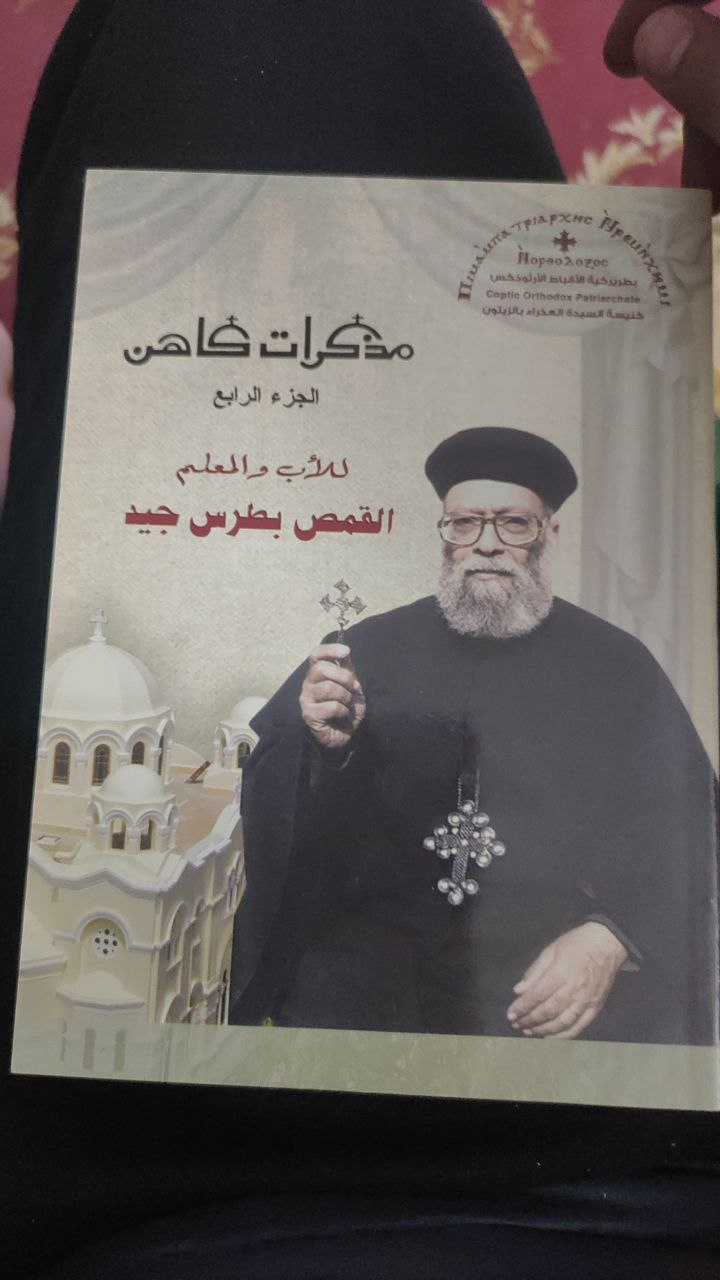 بطريركية الأقباط الأرثوذكس
Coptic Orthodox Patriarchate
كنيسة السيدة العذراء بالزيتون
مذكرات كاهن
الجزء الرابع
للأب والمعلم
القمص بطرس جيد